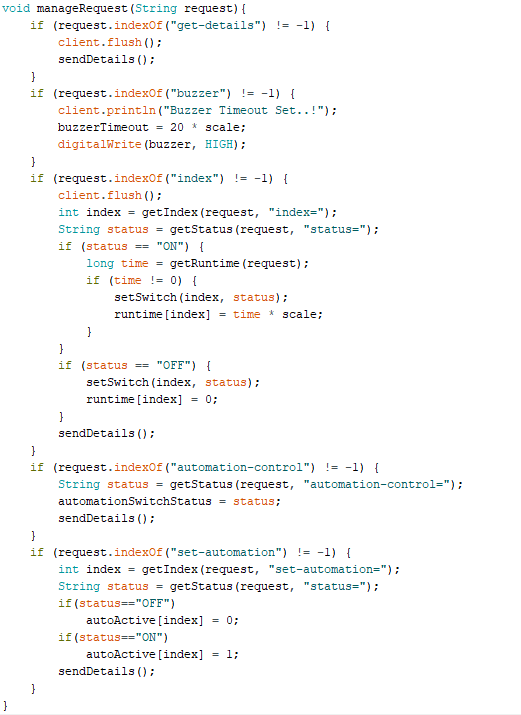 void manageRequest(String request){
    if (request.indexOf("get-details") != -1) {
        client.flush();
        sendDetails();
    }
    if (request.indexOf("buzzer") != -1) {
        client.println("Buzzer Timeout Set..!");
        buzzerTimeout = 20 * scale;
        digitalWrite(buzzer, HIGH);
    }
    if (request.indexOf("index") != -1) {
        client.flush();
        int index = getIndex(request, "index=");
        String status = getStatus(request, "status=");
        if (status == "ON") {
            long time = getRuntime(request);
            if (time != 0) {
                setSwitch(index, status);
                runtime[index] = time * scale;
            }
        }
        if (status == "OFF") {
            setSwitch(index, status);
            runtime[index] = 0;
        }
        sendDetails();
    }
    if (request.indexOf("automation-control") != -1) {
        String status = getStatus(request, "automation-control=");
        automationSwitchStatus = status;
        sendDetails();
    }
    if (request.indexOf("set-automation") != -1) {
        int index = getIndex(request, "set-automation=");
        String status = getStatus(request, "status=");
        if(status=="OFF")
            autoActive[index] = 0;
        if(status=="ON")
            autoActive[index] = 1;
        sendDetails();
    }
}